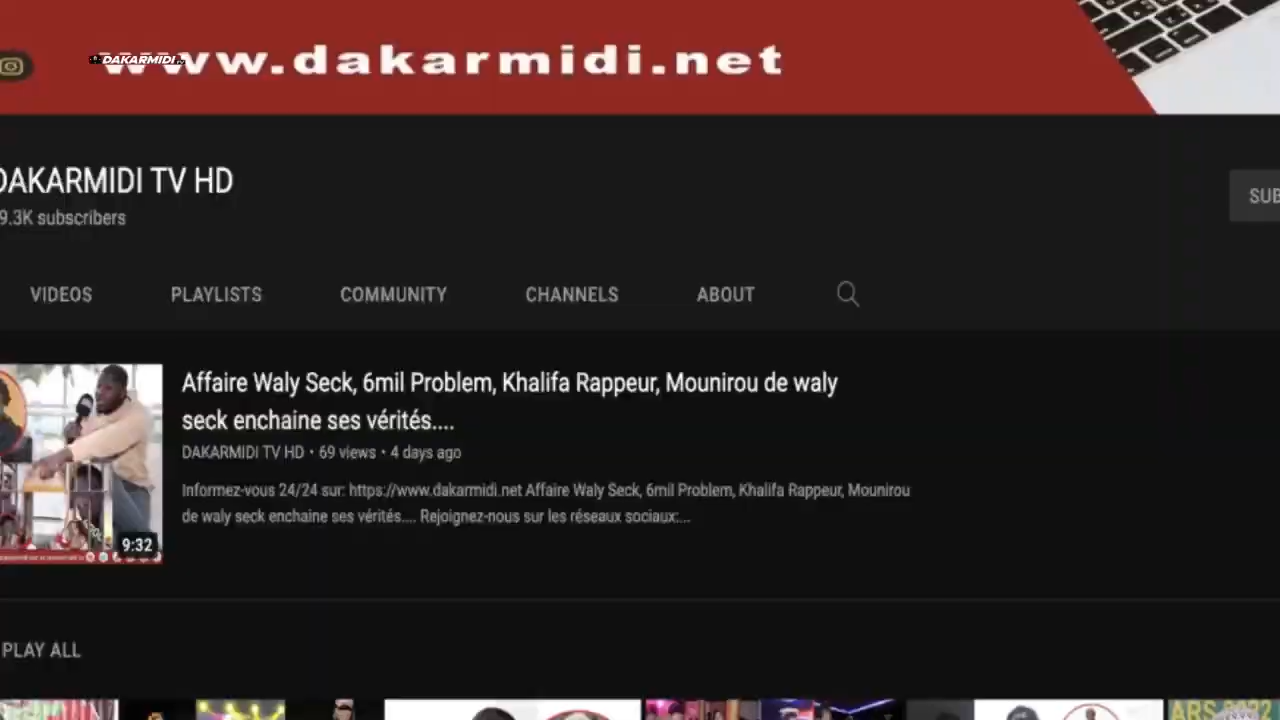 www.dakarmidi.net
DAKARMIDI
DAKARMIDI TV HD
9.3K subscribers
SUB
VIDEOS PLAYLISTS COMMUNITY CHANNELS ABOUT
Affaire Waly Seck, 6mil Problem, Khalifa Rappeur, Mounirou de waly
seck enchaine ses vérités....
DAKARMIDI TV HD • 69 views • 4 days ago
Informez-vous 24/24 sur: https://www.dakarmidi.net Affaire Waly Seck, 6mil Problem, Khalifa Rappeur, Mounirou
de waly seck enchaine ses vérités.... Rejoignez-nous sur les réseaux sociaux:...
9:32
PLAY ALL